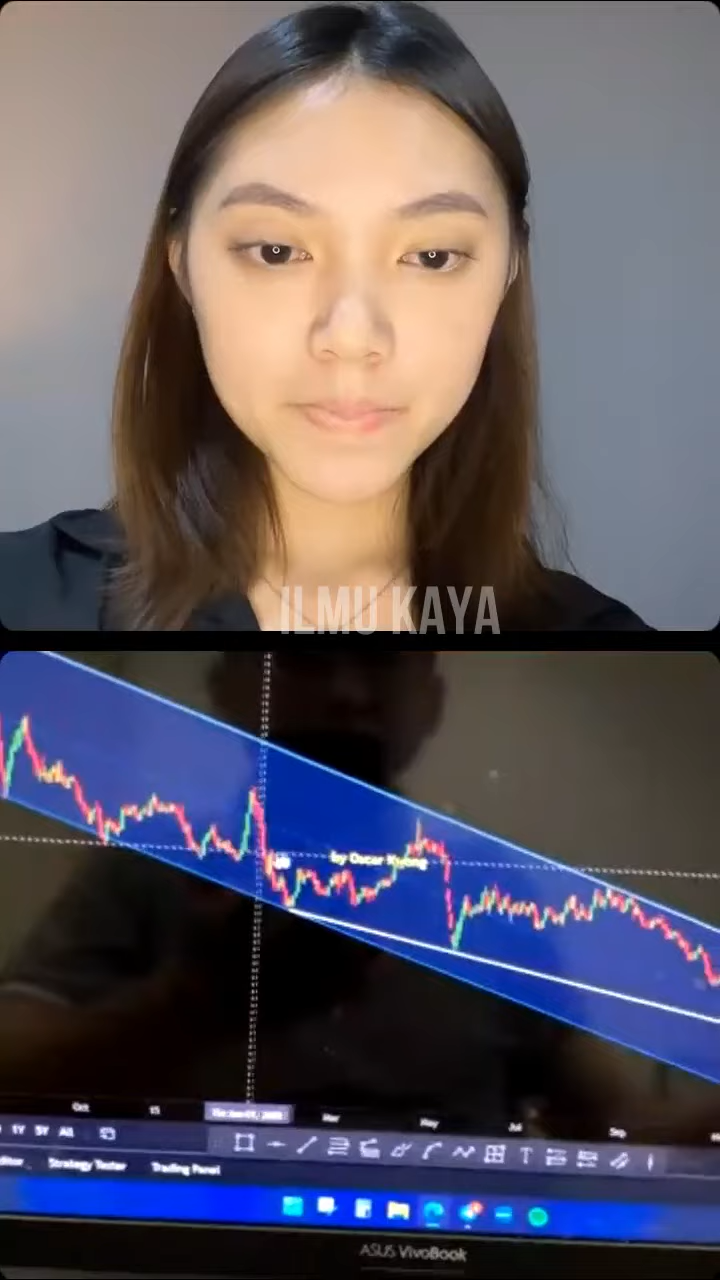 ILMU KAYA
by Oscar Kwong
Oct
15
Mar
May
Jul
Sep
1Y 5Y All
Strategy Tester
Trading Panel
ASUS VivoBook